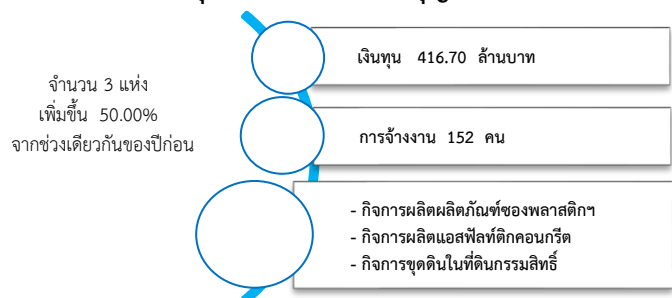 จำนวน 3 แห่ง
เพิ่มขึ้น 50.00%
จากช่วงเดียวกันของปีก่อน
เงินทุน 416.70 ล้านบาท
การจ้างงาน 152 คน
- กิจการผลิตผลิตภัณฑ์ซองพลาสติกฯ
- กิจการผลิตแอสฟัลท์ติกคอนกรีต
- กิจการขุดดินในที่ดินกรรมสิทธิ์